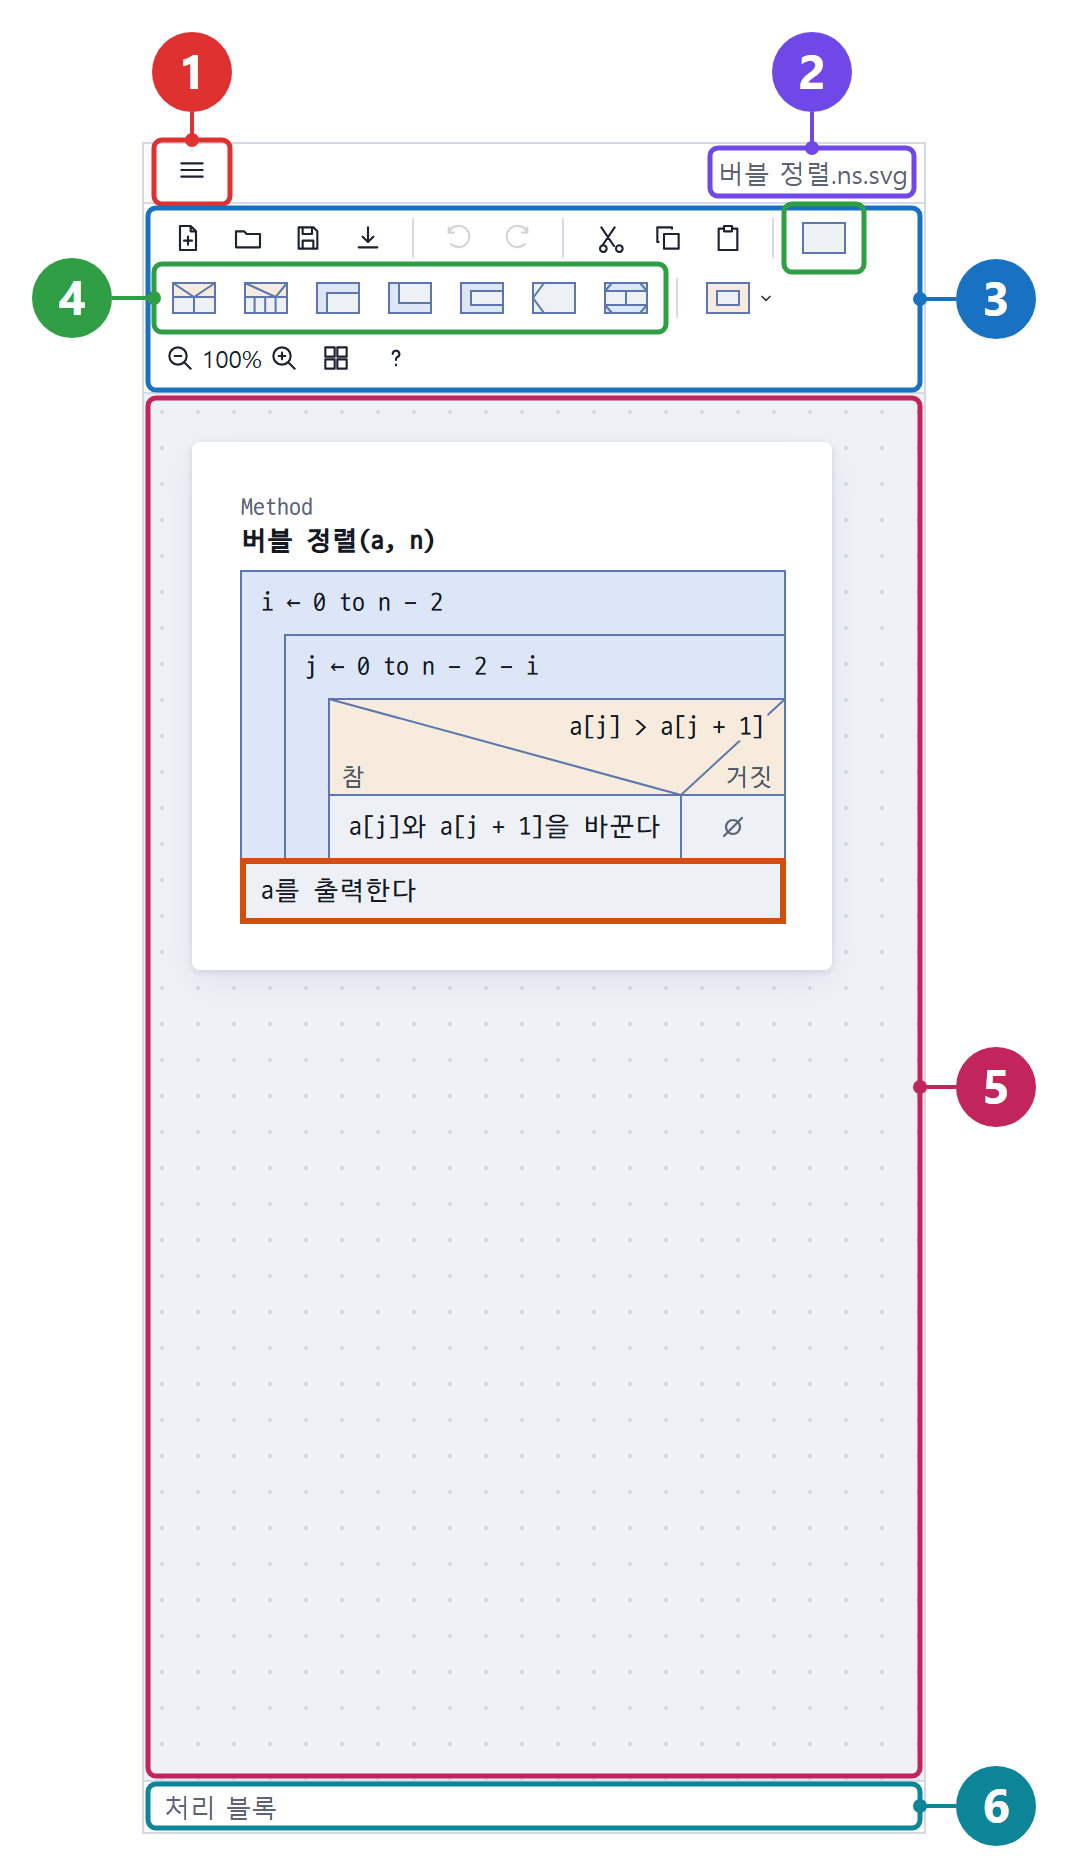 1
2
버블 정렬.ns.svg
3
4
100%
?
Method
버블 정렬(a, n)
i ← 0 to n − 2
j ← 0 to n − 2 − i
a[j] > a[j + 1]
참
거짓
a[j]와 a[j + 1]을 바꾼다
∅
a를 출력한다
5
처리 블록
6